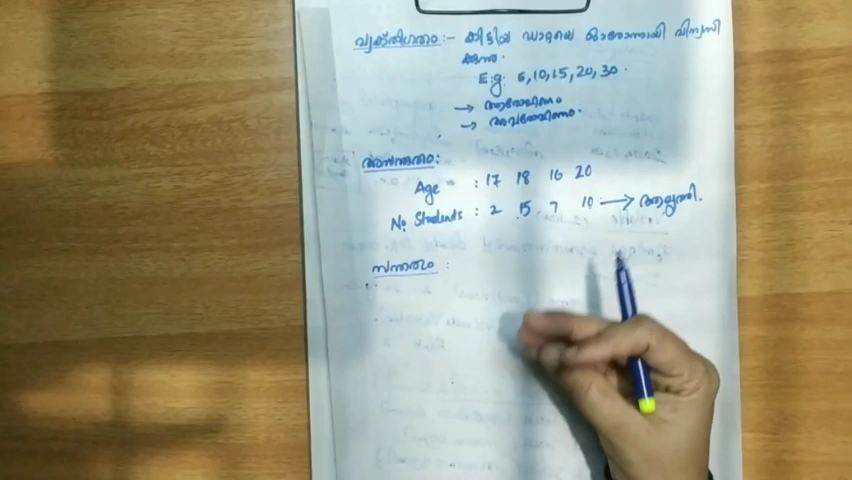 വ്യക്തിഗതം :- കിട്ടിയ ഡാറ്റയെ ഓരോന്നായി വിന്യസി
ക്കുന്നു.
E:g: 5, 10, 15, 20, 30 .
→ ആരോഹണം
→ അവരോഹണം.
അസന്തതം :
Age : 17 18 16 20
No Students : 2 15 7 10 → ആവൃത്തി.
സന്തതം :